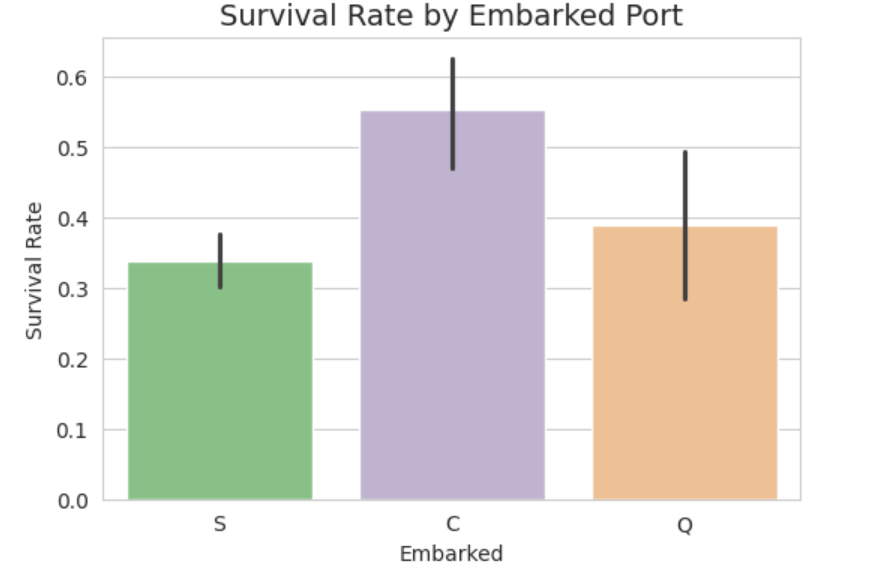 Survival Rate by Embarked Port
Survival Rate
0.6
0.5
0.4
0.3
0.2
0.1
0.0
S C Q
Embarked